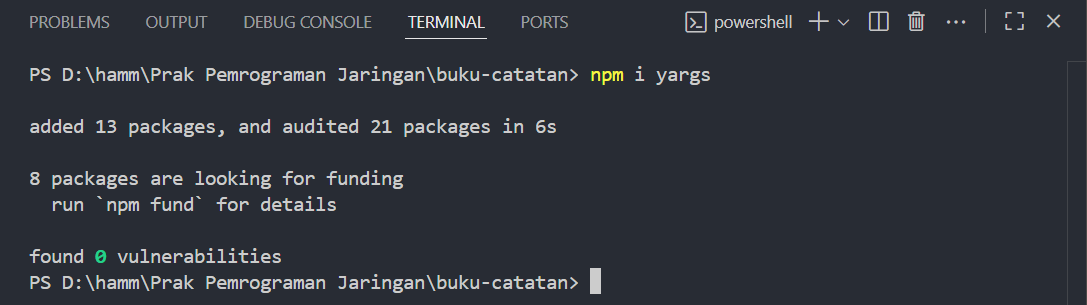 PROBLEMS OUTPUT DEBUG CONSOLE TERMINAL PORTS powershell
PS D:\hamm\Prak Pemrograman Jaringan\buku-catatan> npm i yargs
added 13 packages, and audited 21 packages in 6s
8 packages are looking for funding
  run `npm fund` for details
found 0 vulnerabilities
PS D:\hamm\Prak Pemrograman Jaringan\buku-catatan>